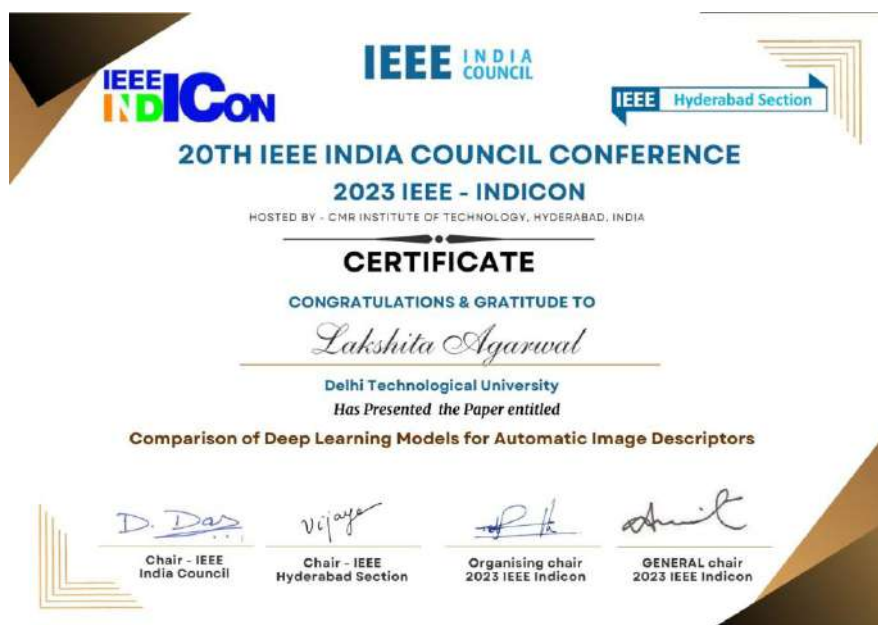 IEEE INDICON
IEEE INDIA COUNCIL
IEEE Hyderabad Section
20TH IEEE INDIA COUNCIL CONFERENCE
2023 IEEE - INDICON
HOSTED BY - CMR INSTITUTE OF TECHNOLOGY, HYDERABAD, INDIA
CERTIFICATE
CONGRATULATIONS & GRATITUDE TO
Lakshita Agarwal
Delhi Technological University
Has Presented the Paper entitled
Comparison of Deep Learning Models for Automatic Image Descriptors
D. Das
Vijaya
Amit
Chair - IEEE
India Council
Chair - IEEE
Hyderabad Section
Organising chair
2023 IEEE Indicon
GENERAL chair
2023 IEEE Indicon